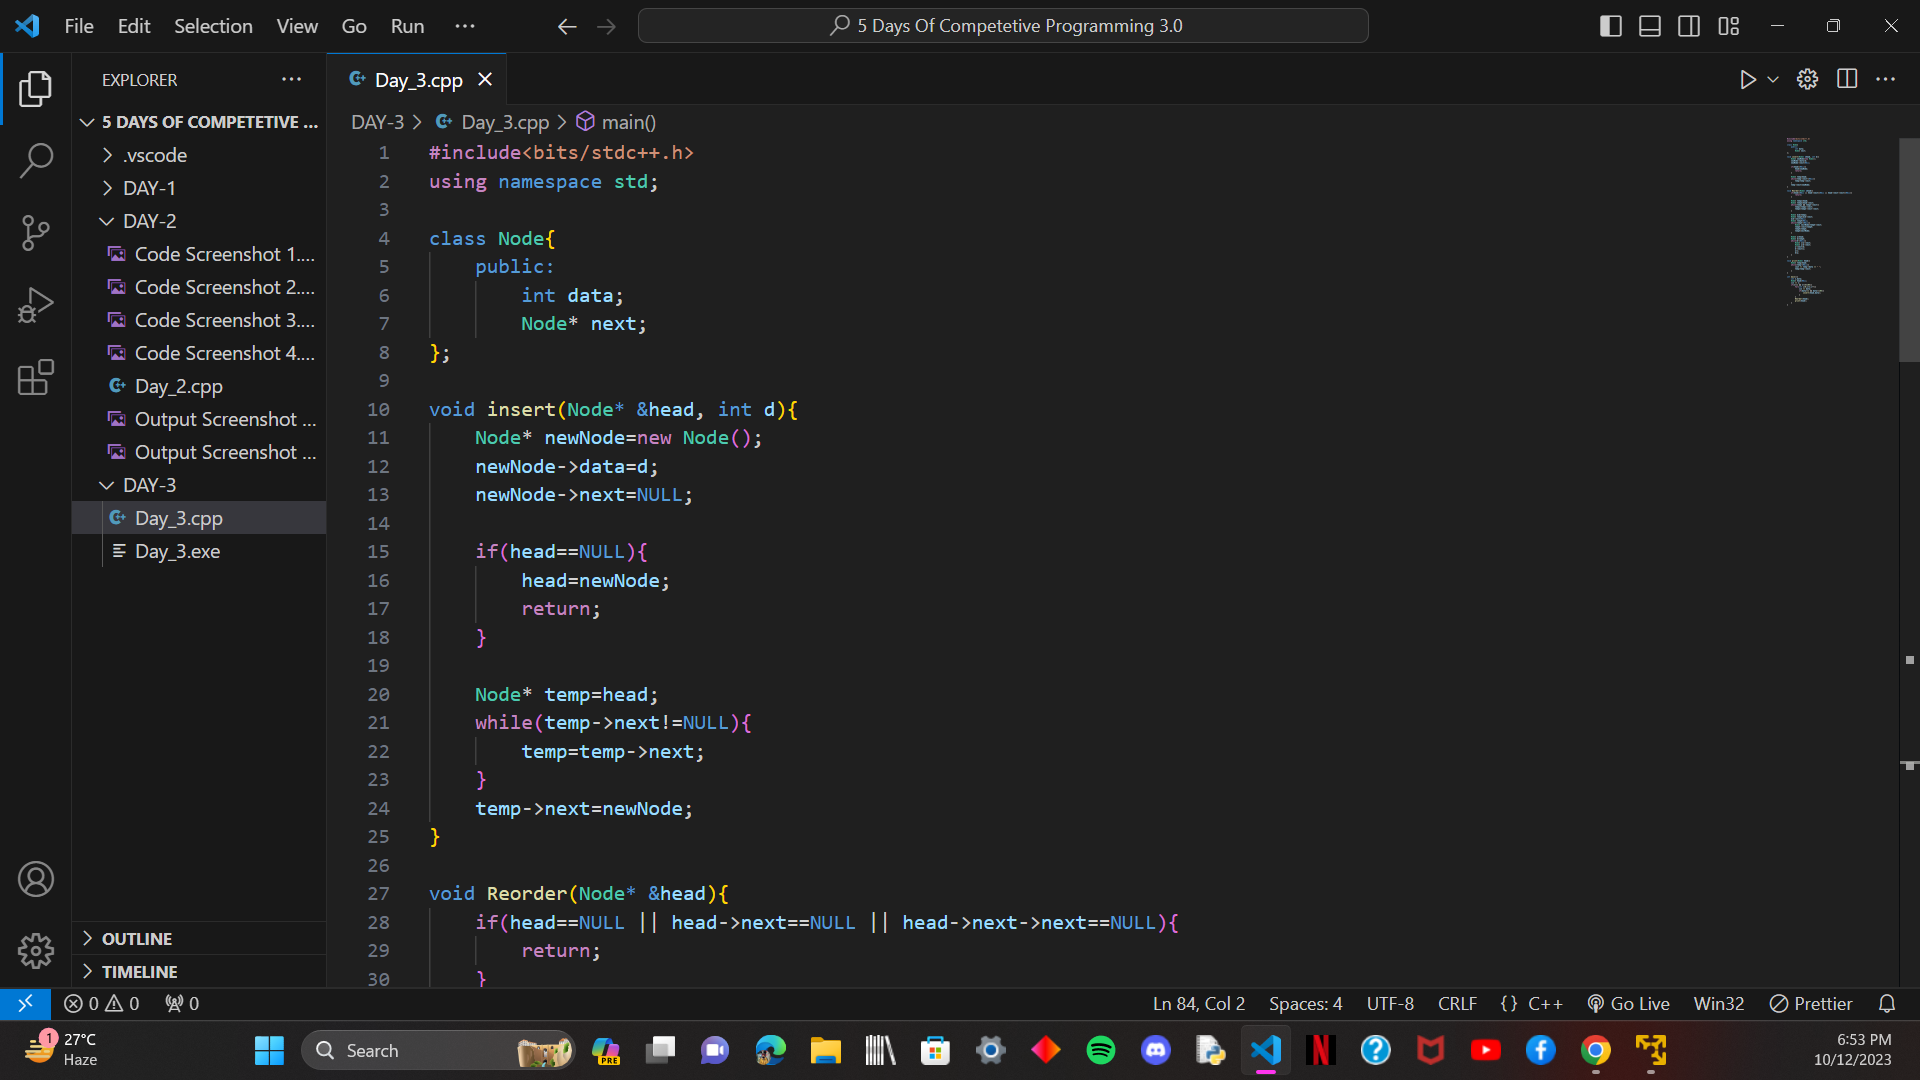 File Edit Selection View Go Run ···
5 Days Of Competetive Programming 3.0
EXPLORER
5 DAYS OF COMPETETIVE ...
.vscode
DAY-1
DAY-2
Code Screenshot 1....
Code Screenshot 2....
Code Screenshot 3....
Code Screenshot 4....
Day_2.cpp
Output Screenshot ...
Output Screenshot ...
DAY-3
Day_3.cpp
Day_3.exe
OUTLINE
TIMELINE
Day_3.cpp
DAY-3 > Day_3.cpp > main()
1 #include<bits/stdc++.h>
2 using namespace std;
3
4 class Node{
5 public:
6 int data;
7 Node* next;
8 };
9
10 void insert(Node* &head, int d){
11 Node* newNode=new Node();
12 newNode->data=d;
13 newNode->next=NULL;
14
15 if(head==NULL){
16 head=newNode;
17 return;
18 }
19
20 Node* temp=head;
21 while(temp->next!=NULL){
22 temp=temp->next;
23 }
24 temp->next=newNode;
25 }
26
27 void Reorder(Node* &head){
28 if(head==NULL || head->next==NULL || head->next->next==NULL){
29 return;
30 }
0 0 0
Ln 84, Col 2 Spaces: 4 UTF-8 CRLF {} C++ Go Live Win32 Prettier
1 27°C
Haze
Search
PRE
6:53 PM
10/12/2023